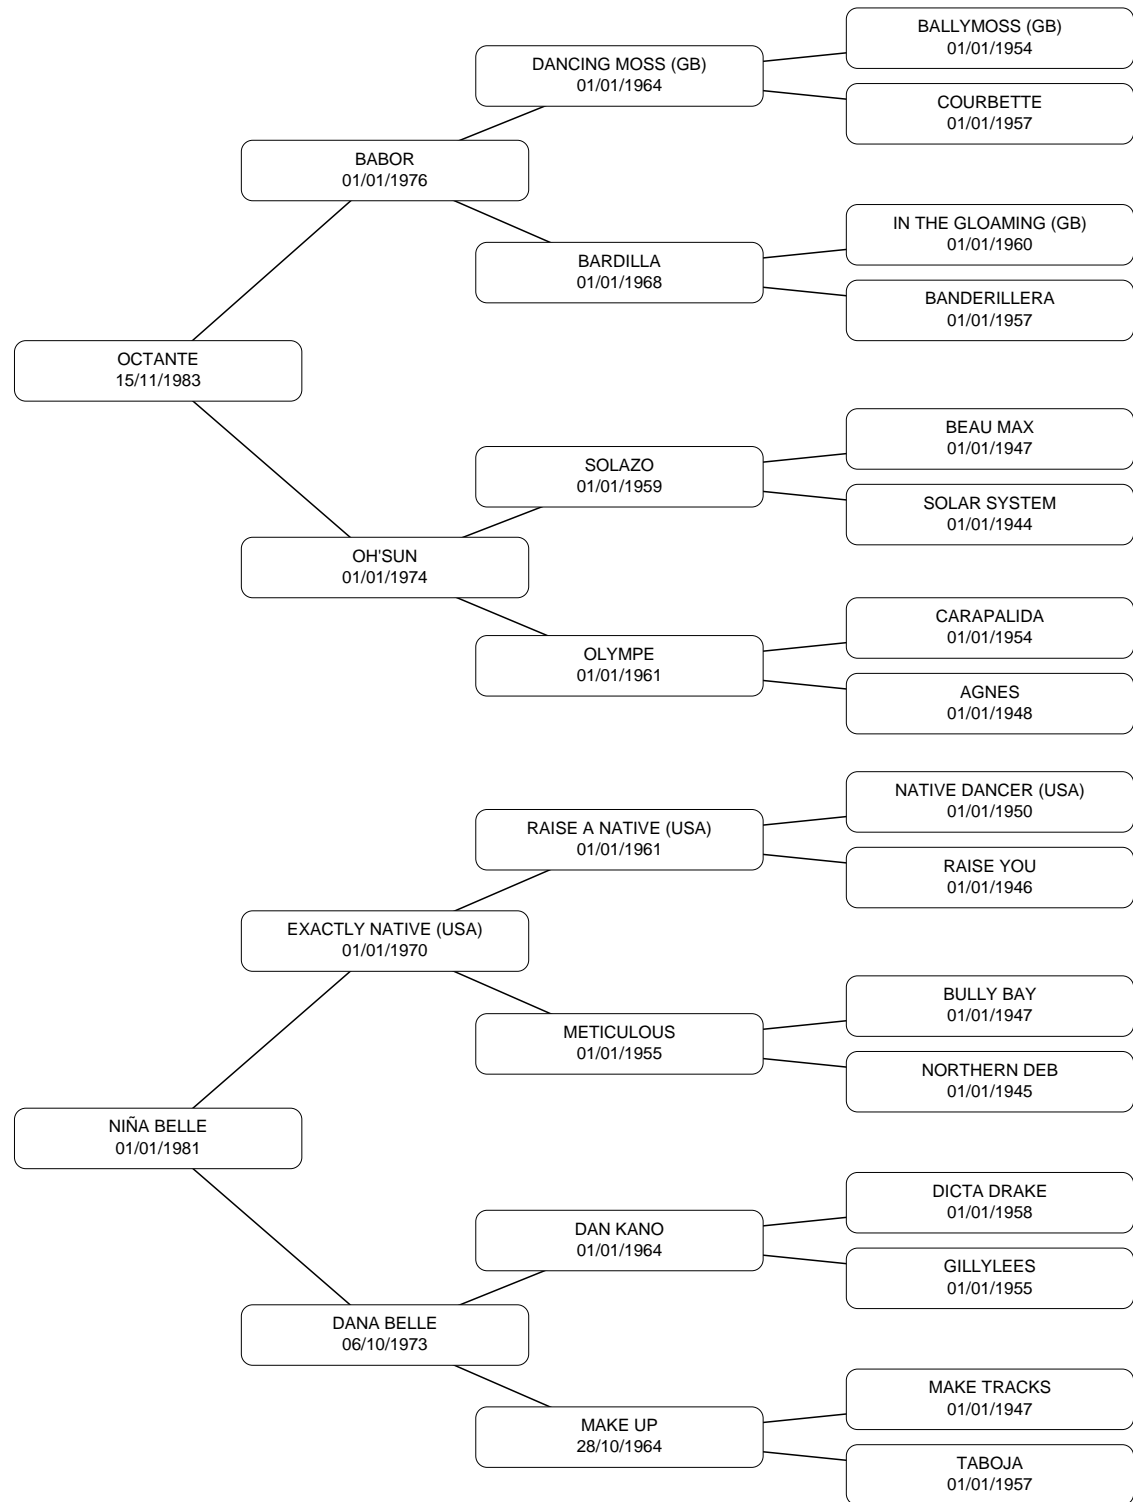 BALLYMOSS (GB)
01/01/1954
DANCING MOSS (GB)
01/01/1964
COURBETTE
01/01/1957
BABOR
01/01/1976
IN THE GLOAMING (GB)
01/01/1960
BARDILLA
01/01/1968
BANDERILLERA
01/01/1957
OCTANTE
15/11/1983
BEAU MAX
01/01/1947
SOLAZO
01/01/1959
SOLAR SYSTEM
01/01/1944
OH'SUN
01/01/1974
CARAPALIDA
01/01/1954
OLYMPE
01/01/1961
AGNES
01/01/1948
NATIVE DANCER (USA)
01/01/1950
RAISE A NATIVE (USA)
01/01/1961
RAISE YOU
01/01/1946
EXACTLY NATIVE (USA)
01/01/1970
BULLY BAY
01/01/1947
METICULOUS
01/01/1955
NORTHERN DEB
01/01/1945
NIÑA BELLE
01/01/1981
DICTA DRAKE
01/01/1958
DAN KANO
01/01/1964
GILLYLEES
01/01/1955
DANA BELLE
06/10/1973
MAKE TRACKS
01/01/1947
MAKE UP
28/10/1964
TABOJA
01/01/1957